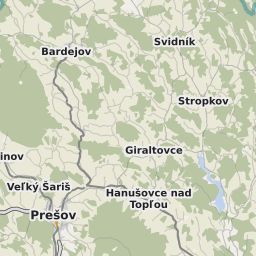 Svidník
Bardejov
Stropkov
Giraltovce
inov
Veľký Šariš
Hanušovce nad
Topľou
Prešov